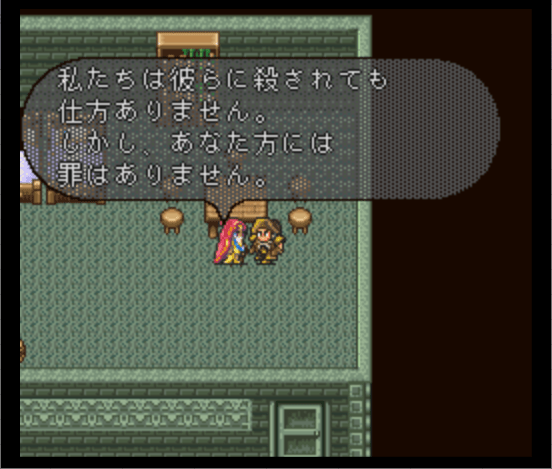 私たちは彼らに殺されても
仕方ありません。
しかし、あなた方には
罪はありません。